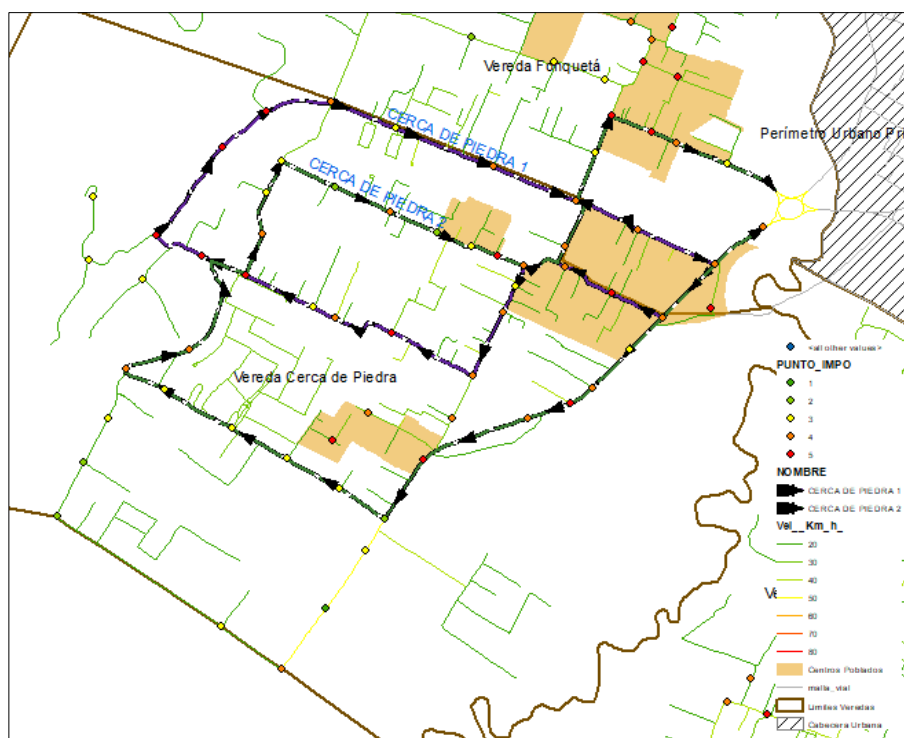 Vereda Fonquetá
CERCA DE PIEDRA 1
Perímetro Urbano Pri
CERCA DE PIEDRA 2
Vereda Cerca de Piedra
Ve
<all other values>
PUNTO_IMPO
1
2
3
4
5
NOMBRE
CERCA DE PIEDRA 1
CERCA DE PIEDRA 2
Vel__Km_h_
20
30
40
50
60
70
80
Centros Poblados
malla_vial
Limites Veredas
Cabecera Urbana